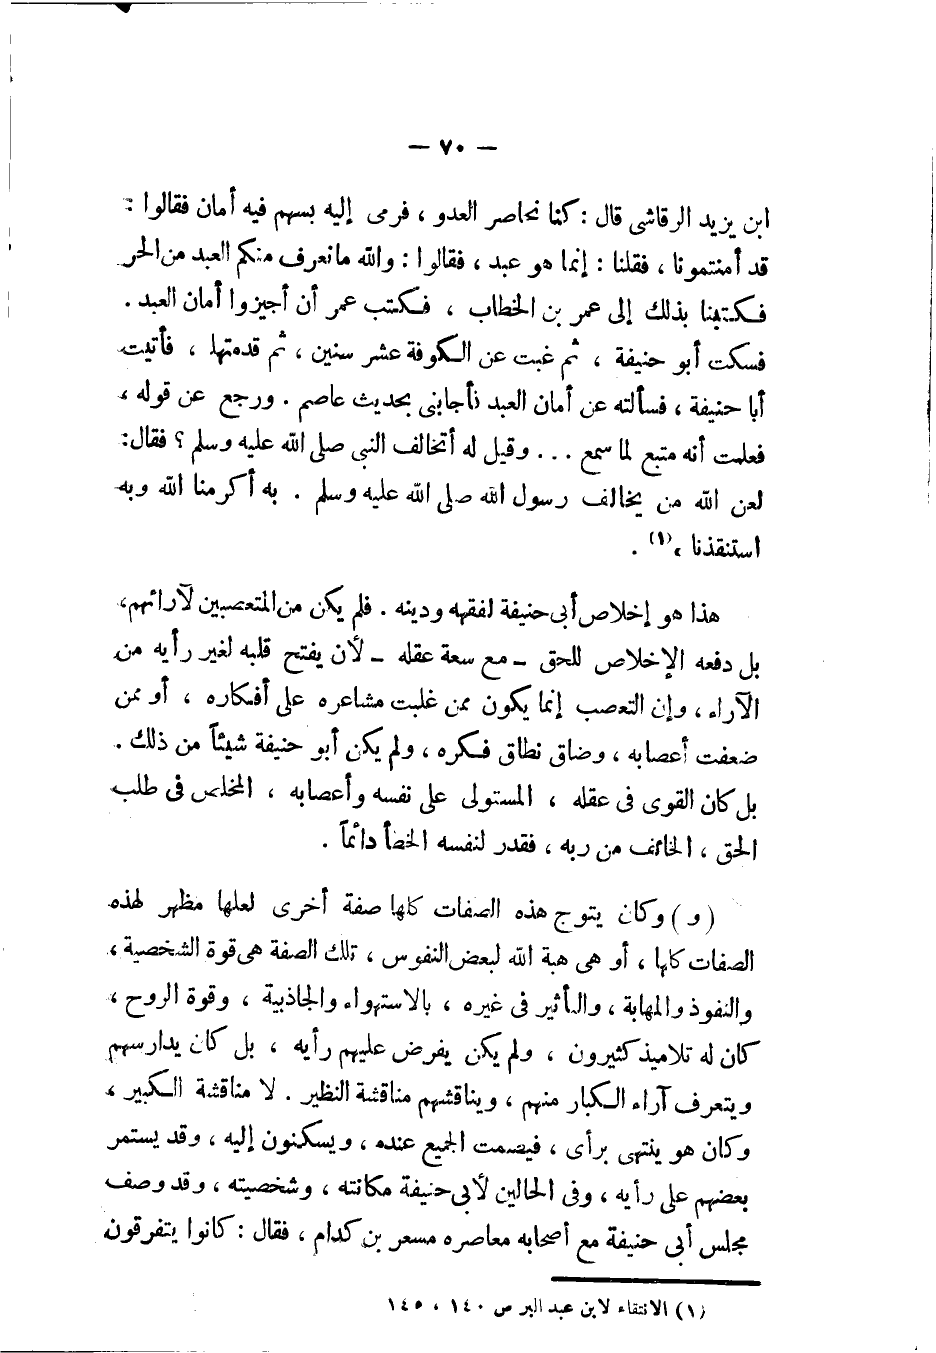 — ٧٠ —
ابن يزيد الرقاشى قال : كنا نحاصر العدو ، فرمى إليه بسهم فيه أمان فقالوا :
قد أمنتمونا ، فقلنا : إنما هو عبد ، فقالوا : والله مانعرف منكم العبد من الحر
فكتبنا بذلك إلى عمر بن الخطاب ، فكتب عمر أن أجيزوا أمان العبد .
فسكت أبو حنيفة ، ثم غبت عن الكوفة عشر سنين ، ثم قدمتها ، فأتيت
أبا حنيفة ، فسألته عن أمان العبد فأجابنى بحديث عاصم . ورجع عن قوله ،
فعلمت أنه متبع لما سمع ... وقيل له أتخالف النبي صلى الله عليه وسلم ؟ فقال:
لعن الله من يخالف رسول الله صلى الله عليه وسلم . به أكرمنا الله وبه
استنقذنا ،(١) .
هذا هو إخلاص أبى حنيفة لفقهه ودينه . فلم يكن من المتعصبين لآرائهم،
بل دفعه الإخلاص للحق – مع سعة عقله – لأن يفتح قلبه لغير رأيه من
الآراء ، وإن التعصب إنما يكون ممن غلبت مشاعره على أفكاره ، أو ممن
ضعفت أعصابه ، وضاق نطاق فكره ، ولم يكن أبو حنيفة شيئاً من ذلك .
بل كان القوى فى عقله ، المستولى على نفسه وأعصابه ، المخلص فى طلب
الحق ، الخائف من ربه ، فقدر لنفسه الخطأ دائماً .
( و ) وكان يتوج هذه الصفات كلها صفة أخرى لعلها مظهر لهذه
الصفات كلها ، أو هى هبة الله لبعض النفوس ، تلك الصفة هى قوة الشخصية ،
والنفوذ والمهابة ، والتأثير فى غيره ، بالاستهواء والجاذبية ، وقوة الروح ،
كان له تلاميذ كثيرون ، ولم يكن يفرض عليهم رأيه ، بل كان يدارسهم
ويتعرف آراء الكبار منهم ، ويناقشهم مناقشة النظير . لا مناقشة الكبير ،
وكان هو ينتهى برأى ، فيصمت الجميع عنده ، ويسكنون إليه ، وقد يستمر
بعضهم على رأيه ، وفى الحالين لأبى حنيفة مكانته ، وشخصيته ، وقد وصف
مجلس أبى حنيفة مع أصحابه معاصره مسعر بن كدام ، فقال : كانوا يتفرقون
(١) الانتقاء لابن عبد البر ص ١٤٠ ، ١٤٥